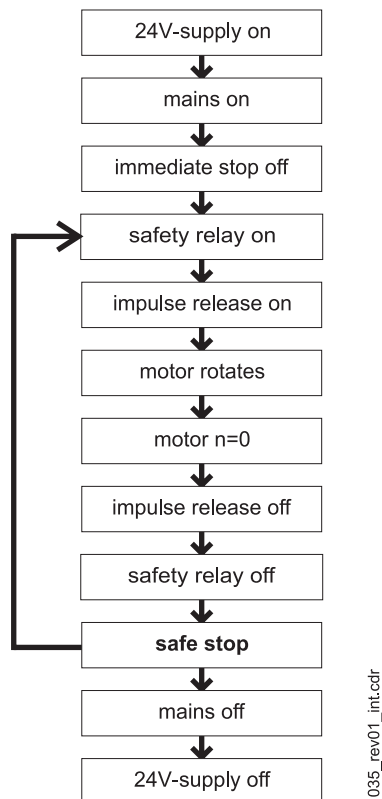 24V-supply on
mains on
immediate stop off
safety relay on
impulse release on
motor rotates
motor n=0
impulse release off
safety relay off
safe stop
mains off
24V-supply off
035_rev01_int.cdr